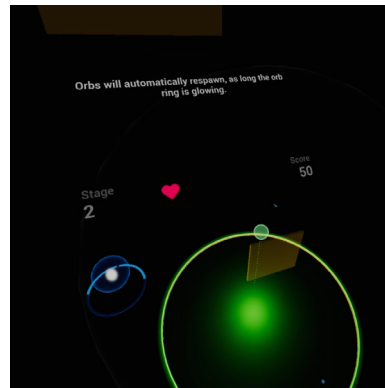 Orbs will automatically respawn, as long the orb
ring is glowing.
Score
50
Stage
2